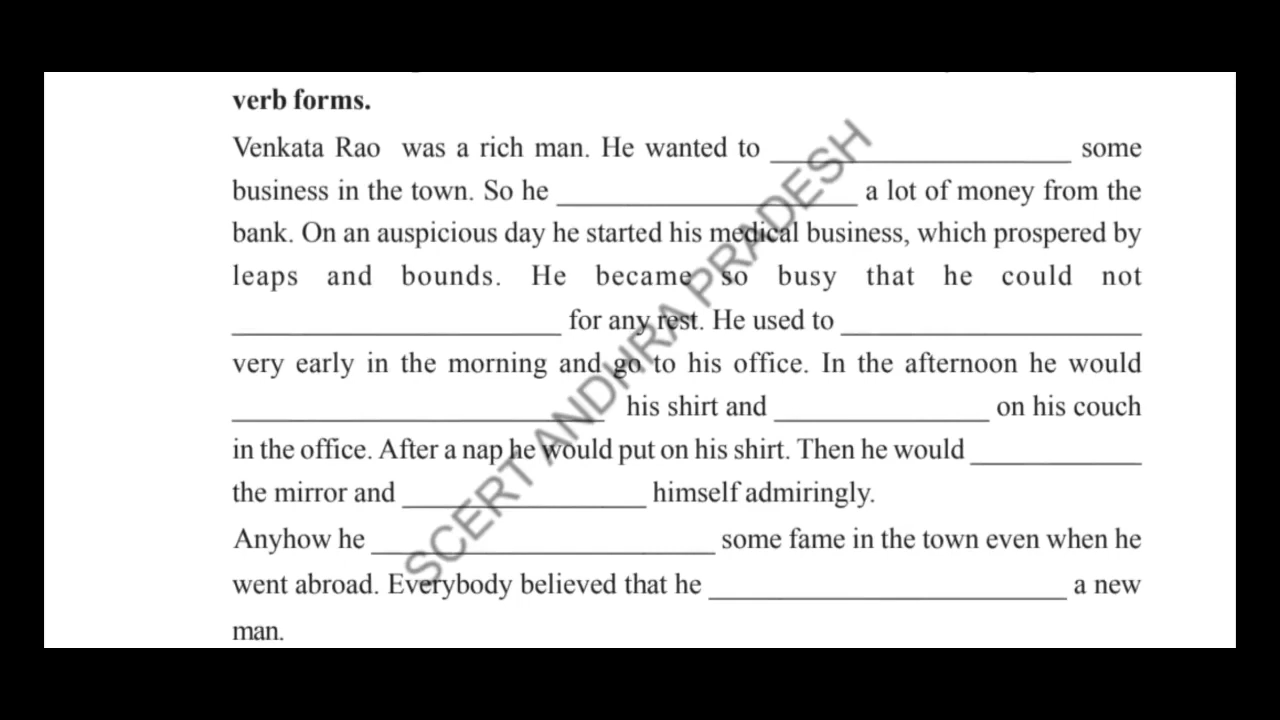 verb forms.
Venkata Rao was a rich man. He wanted to ____________________ some
business in the town. So he ____________________ a lot of money from the
bank. On an auspicious day he started his medical business, which prospered by
leaps and bounds. He became so busy that he could not
____________________ for any rest. He used to ____________________
very early in the morning and go to his office. In the afternoon he would
____________________ his shirt and ______________ on his couch
in the office. After a nap he would put on his shirt. Then he would ___________
the mirror and ________________ himself admiringly.
Anyhow he ____________________ some fame in the town even when he
went abroad. Everybody believed that he ____________________ a new
man.
SCERT ANDHRA PRADESH